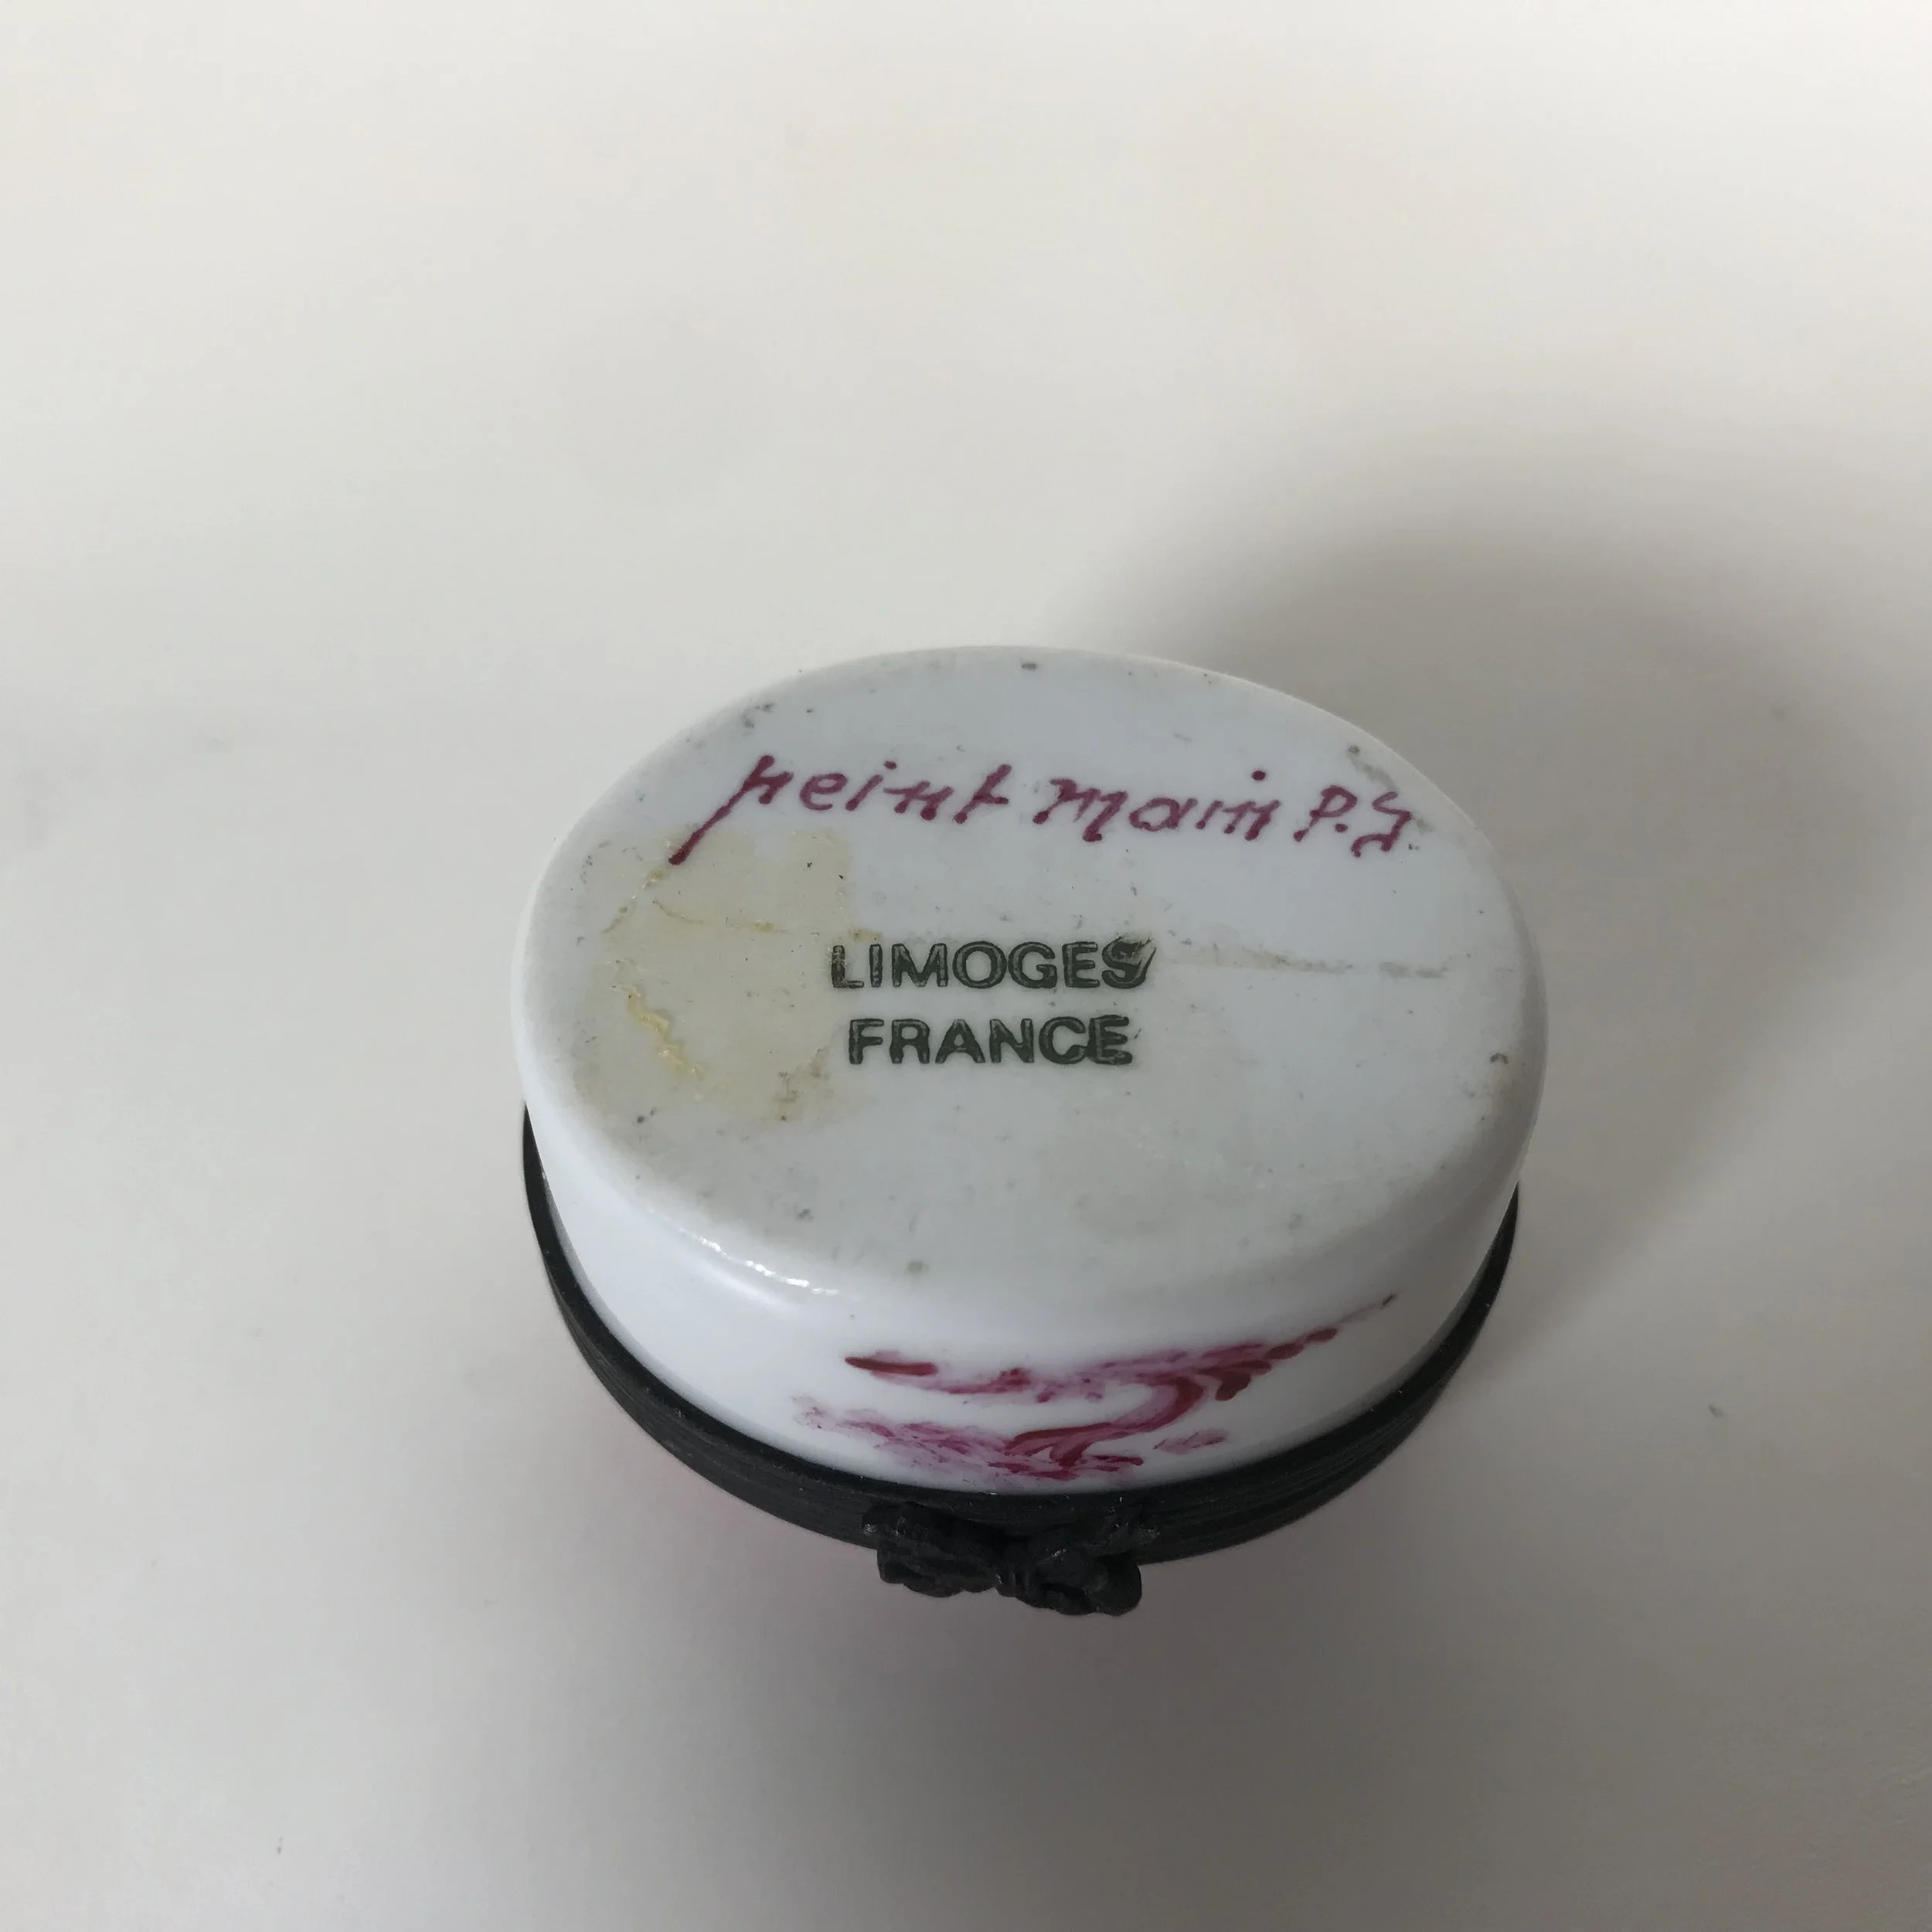 peint main P.G
LIMOGES
FRANCE